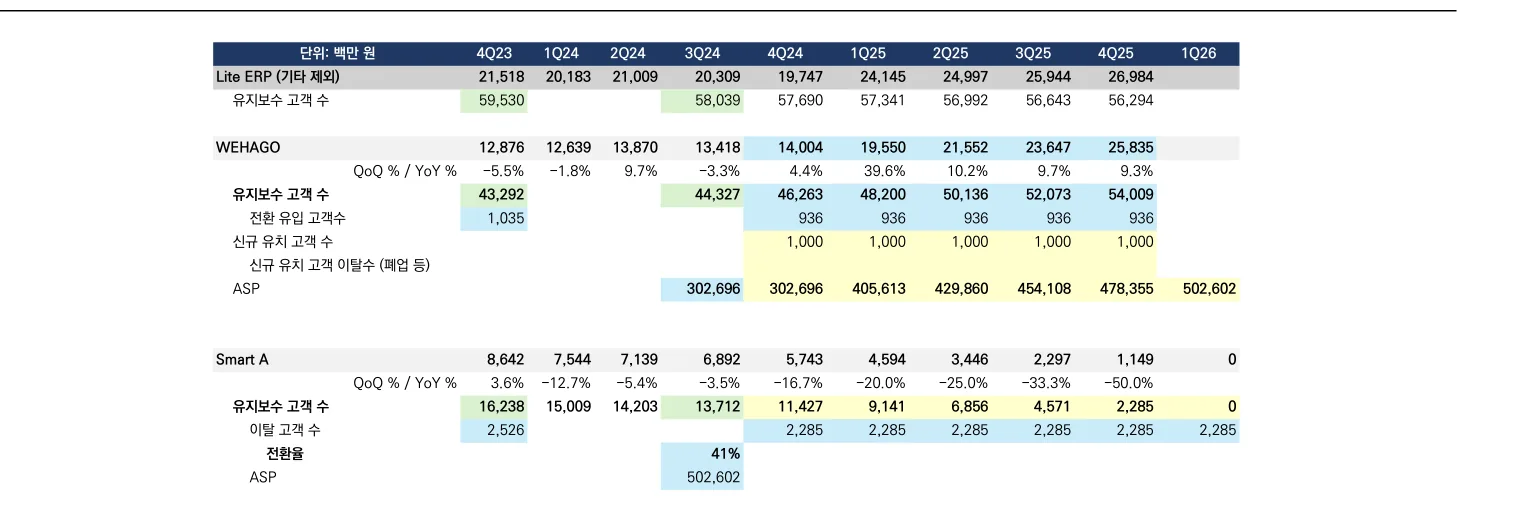 단위: 백만 원 4Q23 1Q24 2Q24 3Q24 4Q24 1Q25 2Q25 3Q25 4Q25 1Q26
Lite ERP (기타 제외) 21,518 20,183 21,009 20,309 19,747 24,145 24,997 25,944 26,984
유지보수 고객 수 59,530 58,039 57,690 57,341 56,992 56,643 56,294
WEHAGO 12,876 12,639 13,870 13,418 14,004 19,550 21,552 23,647 25,835
QoQ % / YoY % -5.5% -1.8% 9.7% -3.3% 4.4% 39.6% 10.2% 9.7% 9.3%
유지보수 고객 수 43,292 44,327 46,263 48,200 50,136 52,073 54,009
전환 유입 고객수 1,035 936 936 936 936 936
신규 유치 고객 수 1,000 1,000 1,000 1,000 1,000
신규 유치 고객 이탈수 (폐업 등)
ASP 302,696 302,696 405,613 429,860 454,108 478,355 502,602
Smart A 8,642 7,544 7,139 6,892 5,743 4,594 3,446 2,297 1,149 0
QoQ % / YoY % 3.6% -12.7% -5.4% -3.5% -16.7% -20.0% -25.0% -33.3% -50.0%
유지보수 고객 수 16,238 15,009 14,203 13,712 11,427 9,141 6,856 4,571 2,285 0
이탈 고객 수 2,526 2,285 2,285 2,285 2,285 2,285 2,285
전환율 41%
ASP 502,602